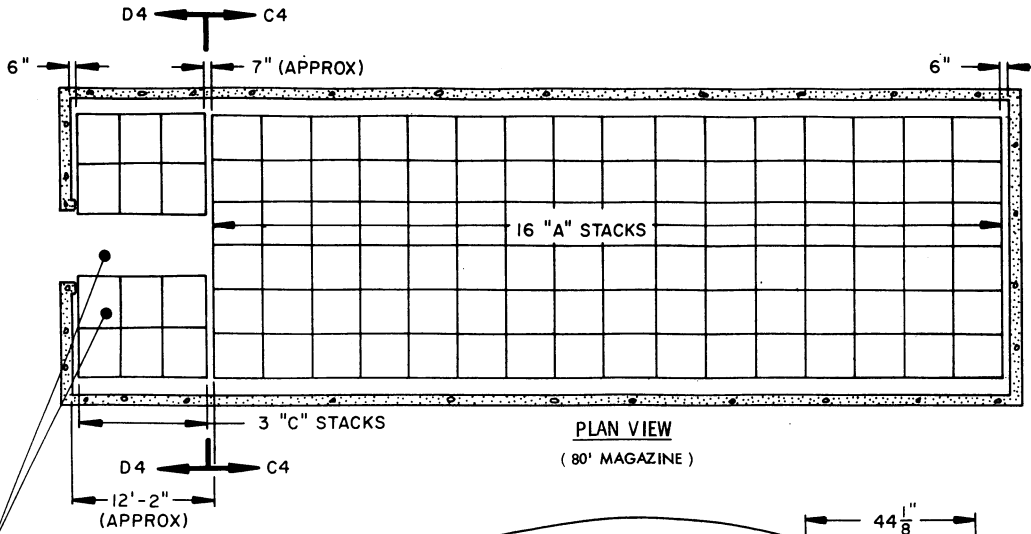 D4 C4
6" 7" (APPROX) 6"
16 "A" STACKS
3 "C" STACKS
PLAN VIEW
( 80' MAGAZINE )
D4 C4
12'-2"
(APPROX)
44 1/8"